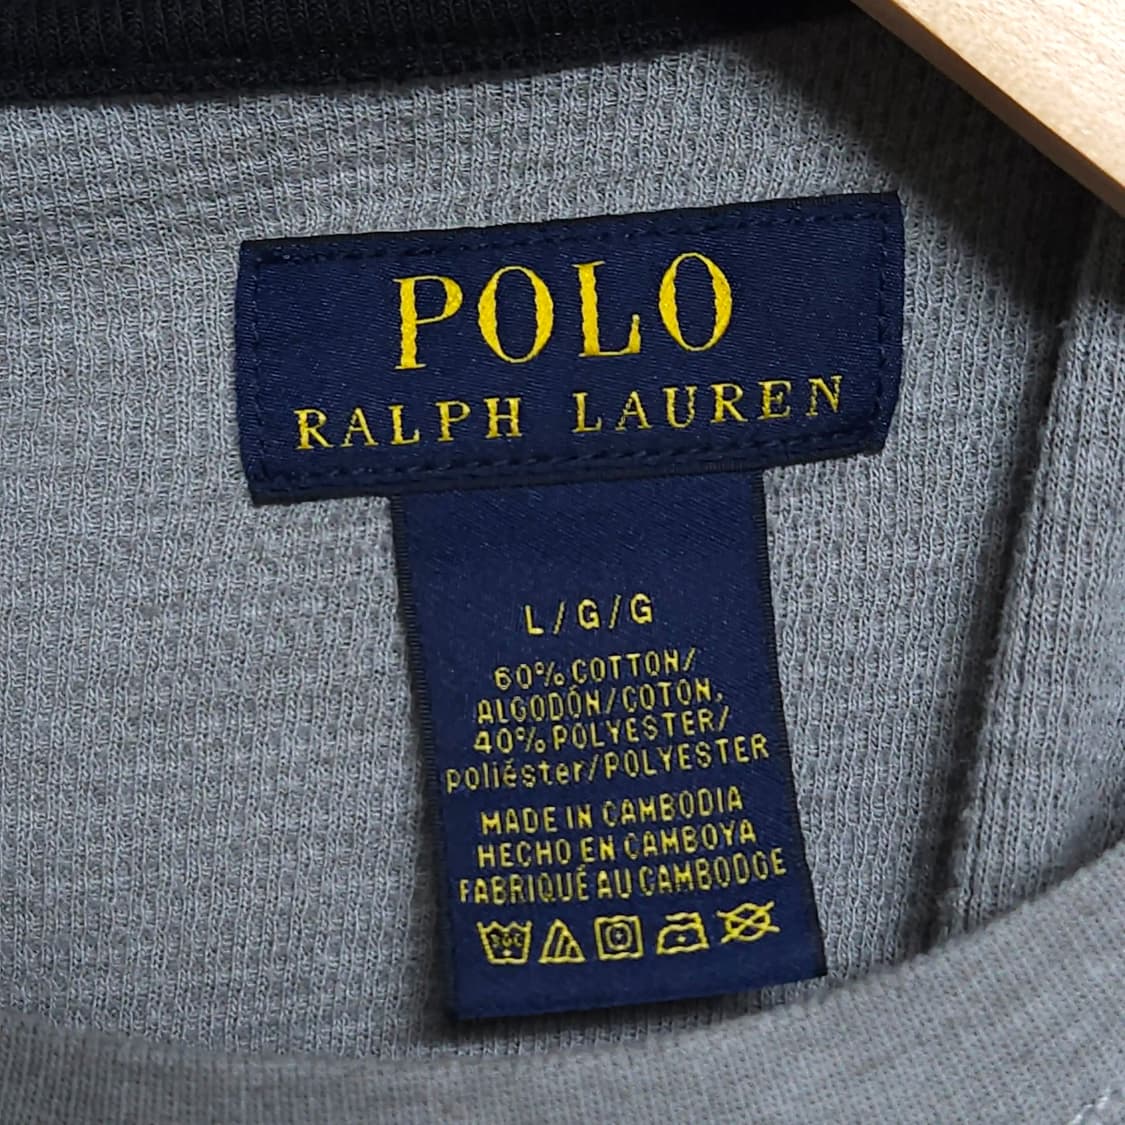 POLO
RALPH LAUREN
L/G/G
60% COTTON/
ALGODÓN/COTON,
40% POLYESTER/
poliéster/POLYESTER
MADE IN CAMBODIA
HECHO EN CAMBOYA
FABRIQUÉ AU CAMBODGE